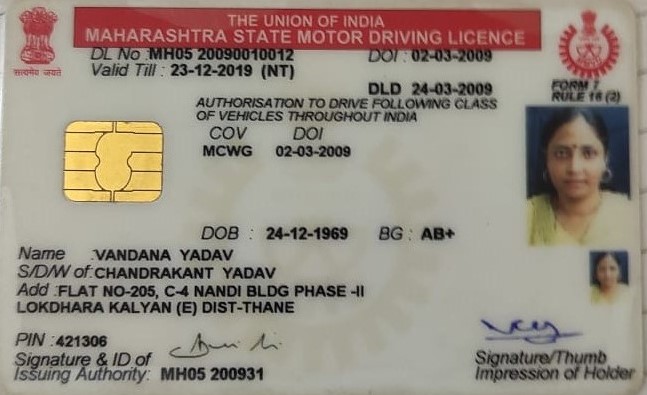 THE UNION OF INDIA
MAHARASHTRA STATE MOTOR DRIVING LICENCE
सत्यमेव जयते
DL No : MH05 20090010012 DOI : 02-03-2009
Valid Till : 23-12-2019 (NT)
DLD 24-03-2009
FORM 7
RULE 16 (2)
AUTHORISATION TO DRIVE FOLLOWING CLASS
OF VEHICLES THROUGHOUT INDIA
COV DOI
MCWG 02-03-2009
DOB : 24-12-1969 BG : AB+
Name : VANDANA YADAV
S/D/W of : CHANDRAKANT YADAV
Add : FLAT NO-205, C-4 NANDI BLDG PHASE -II
LOKDHARA KALYAN (E) DIST-THANE
PIN : 421306
Signature & ID of
Issuing Authority: MH05 200931
Signature/Thumb
Impression of Holder